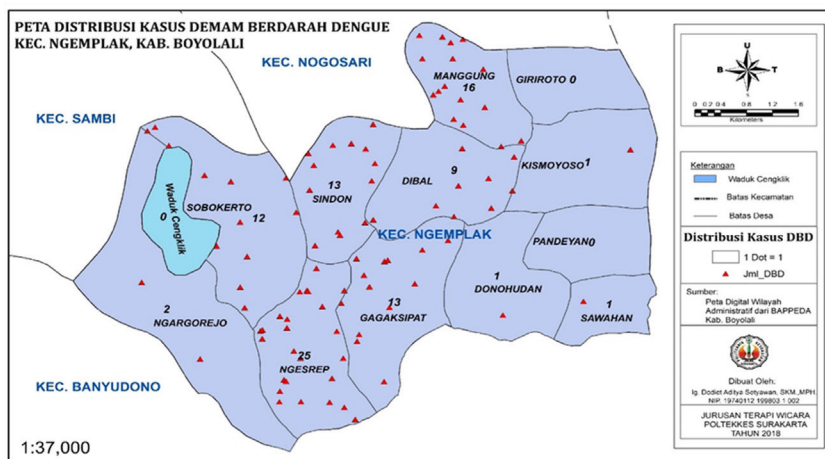 PETA DISTRIBUSI KASUS DEMAM BERDARAH DENGUE
KEC. NGEMPLAK, KAB. BOYOLALI
KEC. NOGOSARI
KEC. SAMBI
KEC. BANYUDONO
KEC. NGEMPLAK
MANGGUNG
16
GIRIROTO 0
DIBAL
9
KISMOYOSO 1
13
SINDON
SOBOKERTO
12
Waduk Cengklik
0
PANDEYAN 0
1
DONOHUDAN
1
SAWAHAN
2
NGARGOREJO
13
GAGAKSIPAT
25
NGESREP
1:37,000
U
B T
S
0 0.2 0.4 0.8 1.2 1.6
Kilometers
Keterangan
Waduk Cengklik
Batas Kecamatan
Batas Desa
Distribusi Kasus DBD
1 Dot = 1
Jml_DBD
Sumber:
Peta Digital Wilayah
Administratif dari BAPPEDA
Kab. Boyolali
Dibuat Oleh:
Ig. Dodiet Aditya Setyawan, SKM.,MPH.
NIP. 19740112 199803 1 002
JURUSAN TERAPI WICARA
POLTEKKES SURAKARTA
TAHUN 2018